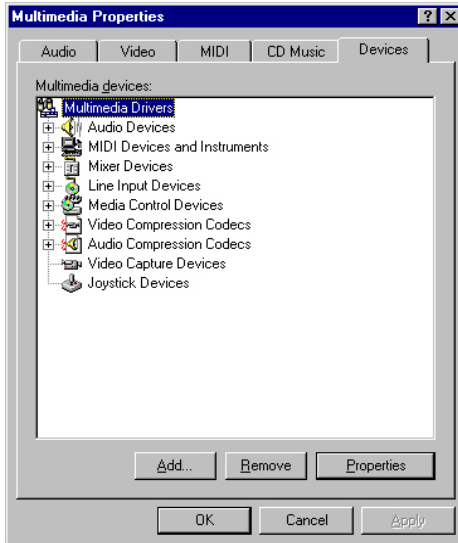 Multimedia Properties
Audio Video MIDI CD Music Devices
Multimedia devices:
Multimedia Drivers
Audio Devices
MIDI Devices and Instruments
Mixer Devices
Line Input Devices
Media Control Devices
Video Compression Codecs
Audio Compression Codecs
Video Capture Devices
Joystick Devices
Add... Remove Properties
OK Cancel Apply